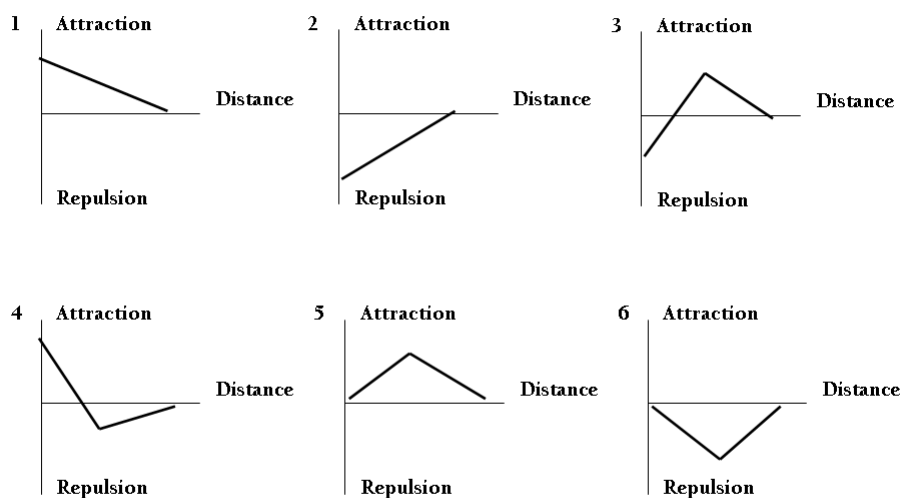 1 Attraction
Distance
Repulsion
2 Attraction
Distance
Repulsion
3 Attraction
Distance
Repulsion
4 Attraction
Distance
Repulsion
5 Attraction
Distance
Repulsion
6 Attraction
Distance
Repulsion